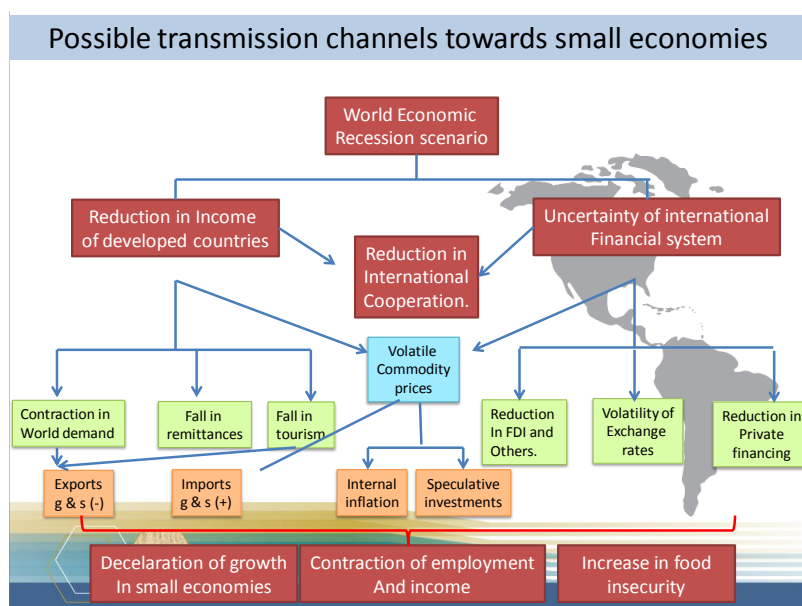 Possible transmission channels towards small economies
World Economic
Recession scenario
Reduction in Income
of developed countries
Uncertainty of international
Financial system
Reduction in
International
Cooperation.
Volatile
Commodity
prices
Contraction in
World demand
Fall in
remittances
Fall in
tourism
Reduction
In FDI and
Others.
Volatility of
Exchange
rates
Reduction in
Private
financing
Exports
g & s (-)
Imports
g & s (+)
Internal
inflation
Speculative
investments
Decelaration of growth
In small economies
Contraction of employment
And income
Increase in food
insecurity